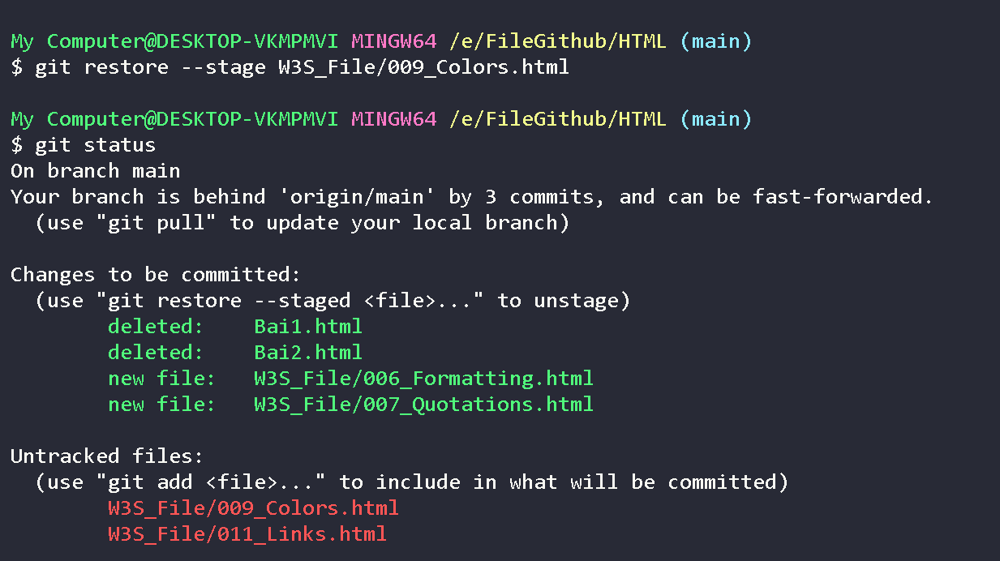 My Computer@DESKTOP-VKMPMVI MINGW64 /e/FileGithub/HTML (main)
$ git restore --stage W3S_File/009_Colors.html
My Computer@DESKTOP-VKMPMVI MINGW64 /e/FileGithub/HTML (main)
$ git status
On branch main
Your branch is behind 'origin/main' by 3 commits, and can be fast-forwarded.
  (use "git pull" to update your local branch)
Changes to be committed:
  (use "git restore --staged <file>..." to unstage)
        deleted:    Bai1.html
        deleted:    Bai2.html
        new file:   W3S_File/006_Formatting.html
        new file:   W3S_File/007_Quotations.html
Untracked files:
  (use "git add <file>..." to include in what will be committed)
        W3S_File/009_Colors.html
        W3S_File/011_Links.html